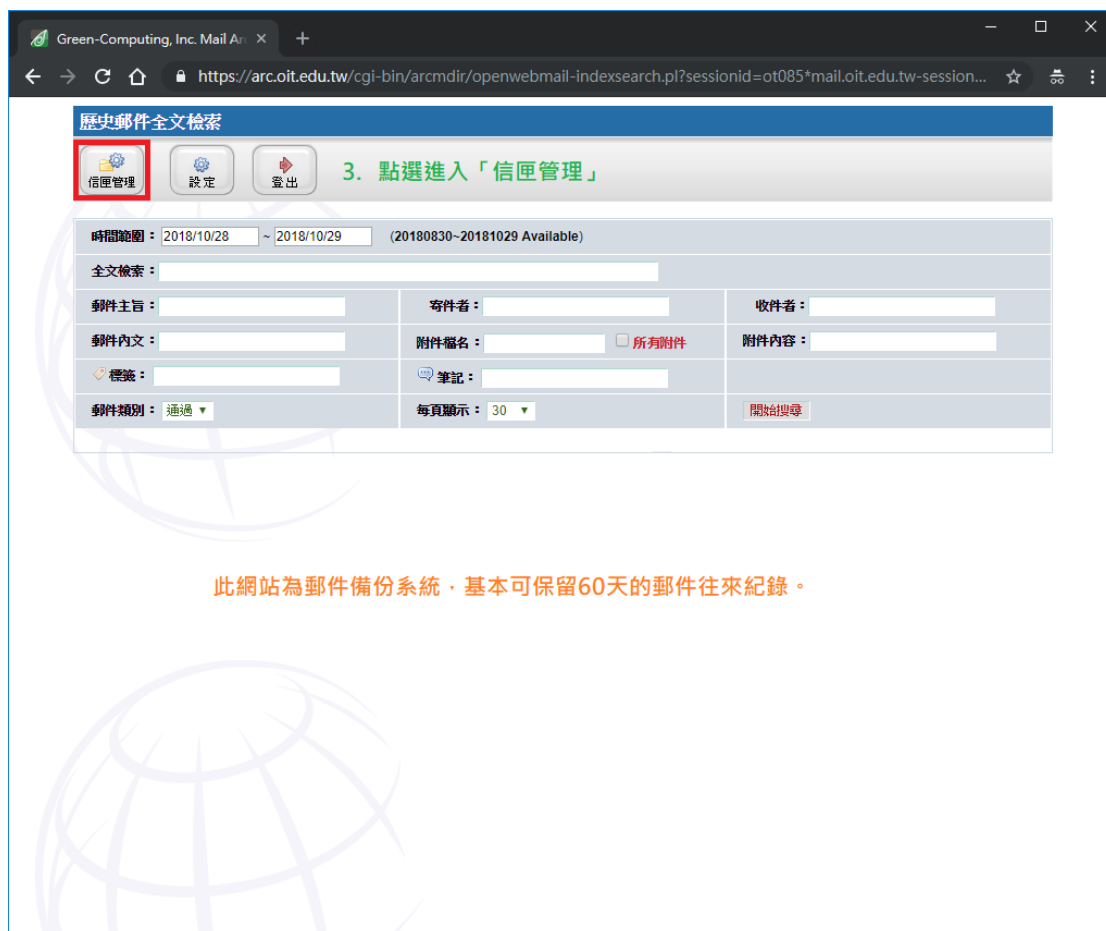 Green-Computing, Inc. Mail Arc
https://arc.oit.edu.tw/cgi-bin/arcmdir/openwebmail-indexsearch.pl?sessionid=ot085*mail.oit.edu.tw-session...
歷史郵件全文檢索
信匣管理 設定 登出 3. 點選進入「信匣管理」
時間範圍： 2018/10/28 ~ 2018/10/29 (20180830~20181029 Available)
全文檢索：
郵件主旨： 寄件者： 收件者：
郵件內文： 附件檔名： 所有附件 附件內容：
標籤： 筆記：
郵件類別： 通過 ▼ 每頁顯示： 30 ▼ 開始搜尋
此網站為郵件備份系統，基本可保留60天的郵件往來紀錄。